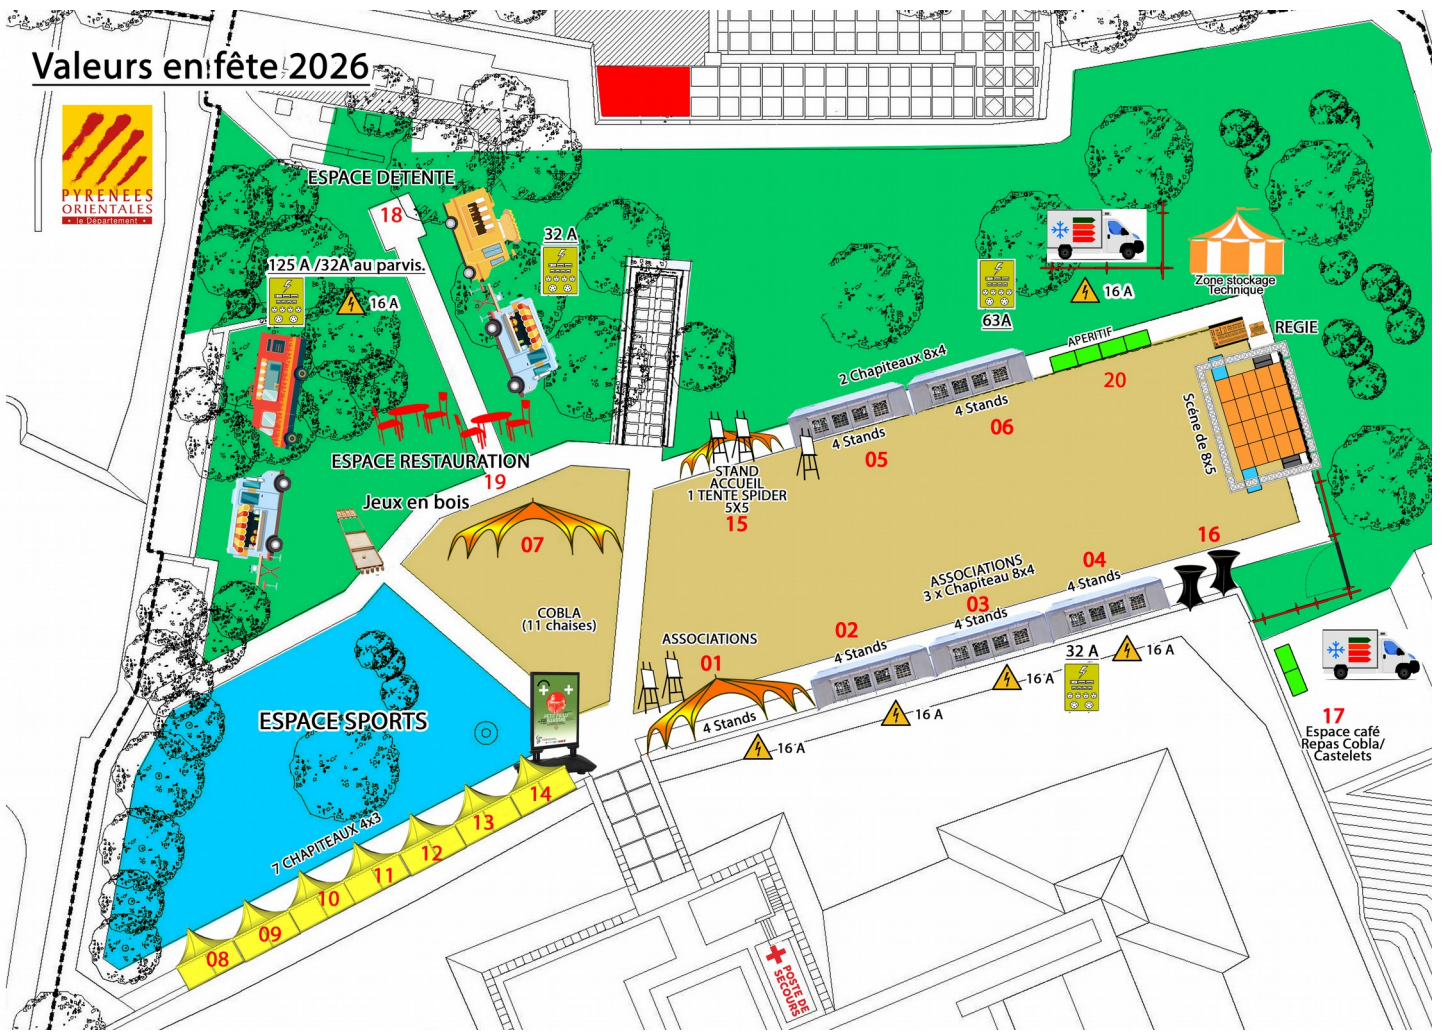 Valeurs en fête 2026
PYRENEES
ORIENTALES
le Département
ESPACE DETENTE
18
32 A
125 A /32A au parvis.
16 A
63A
16 A
Zone stockage
Technique
REGIE
APERITIF
20
2 Chapiteaux 8x4
4 Stands
06
4 Stands
05
Scène de 8x5
ESPACE RESTAURATION
19
Jeux en bois
STAND
ACCUEIL
1 TENTE SPIDER
5X5
15
07
COBLA
(11 chaises)
16
04
ASSOCIATIONS
3 x Chapiteau 8x4
4 Stands
03
4 Stands
02
4 Stands
ASSOCIATIONS
01
4 Stands
16 A
16 A
16 A
32 A
16 A
17
Espace café
Repas Cobla/
Castelets
ESPACE SPORTS
7 CHAPITEAUX 4x3
14
13
12
11
10
09
08
POSTE DE
SECOURS